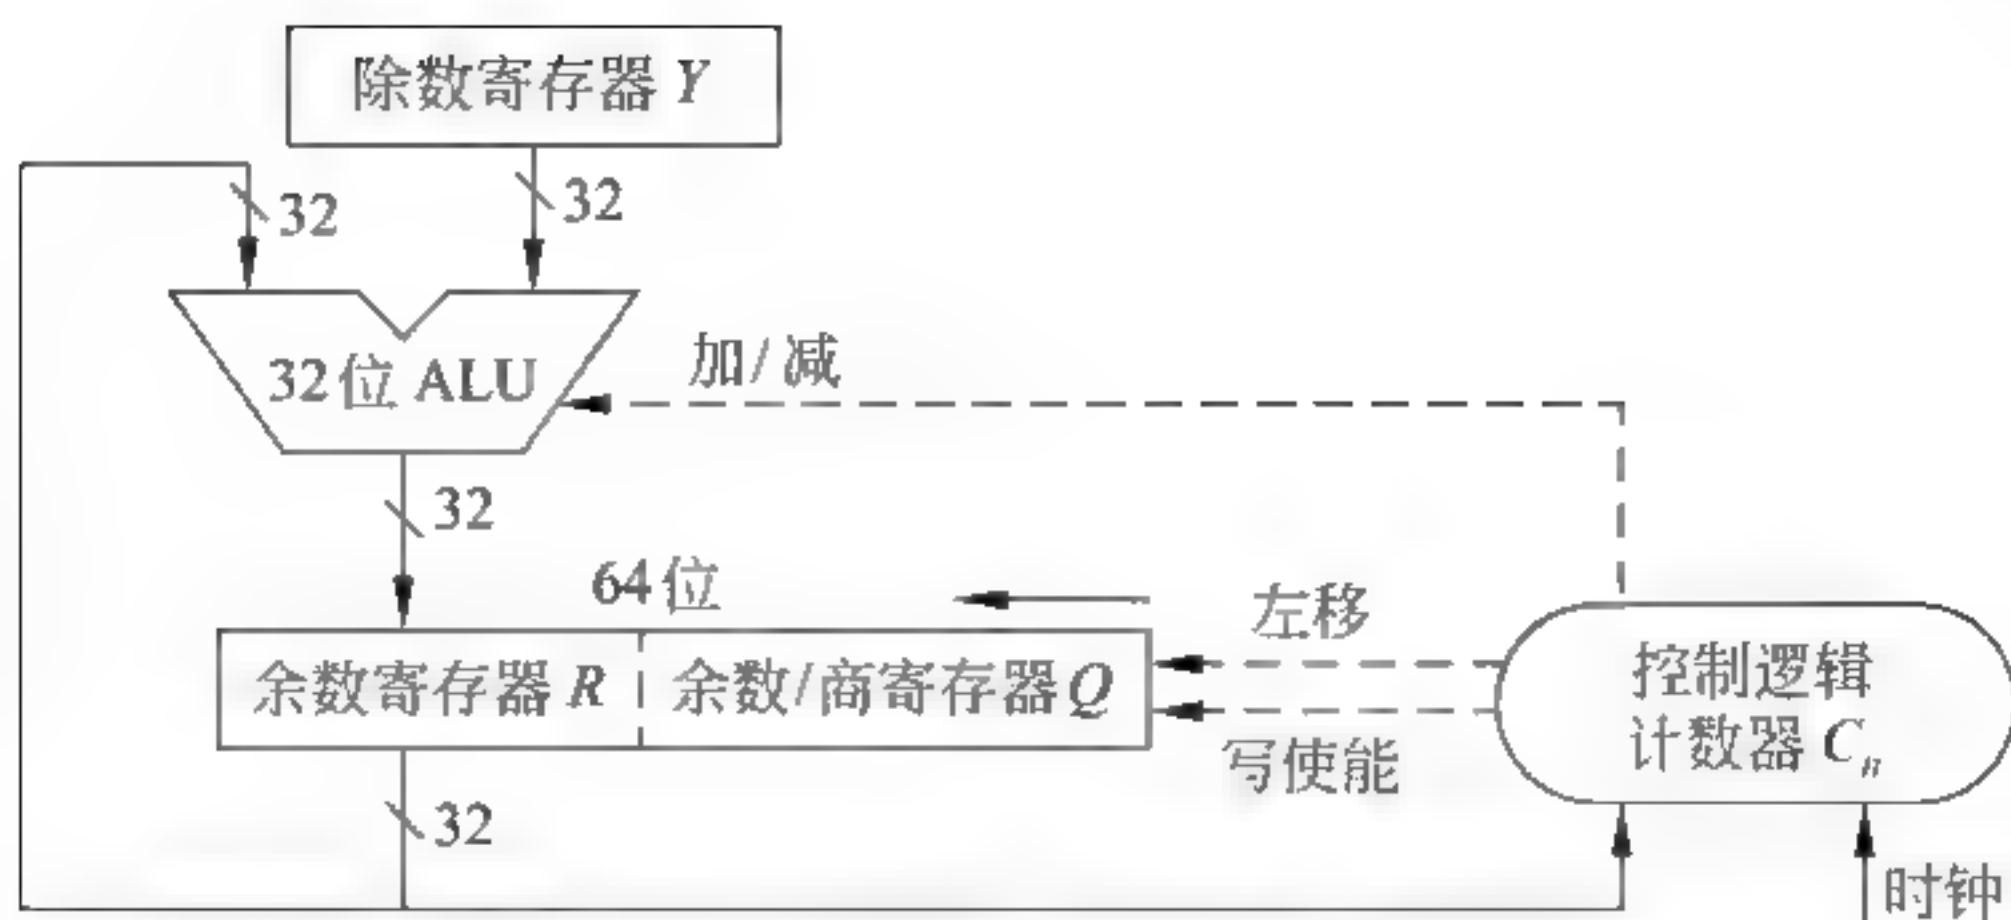 除数寄存器 Y
32
32
32位 ALU
加/减
32
64位
左移
余数寄存器 R
余数/商寄存器 Q
写使能
控制逻辑
计数器 Cn
32
时钟